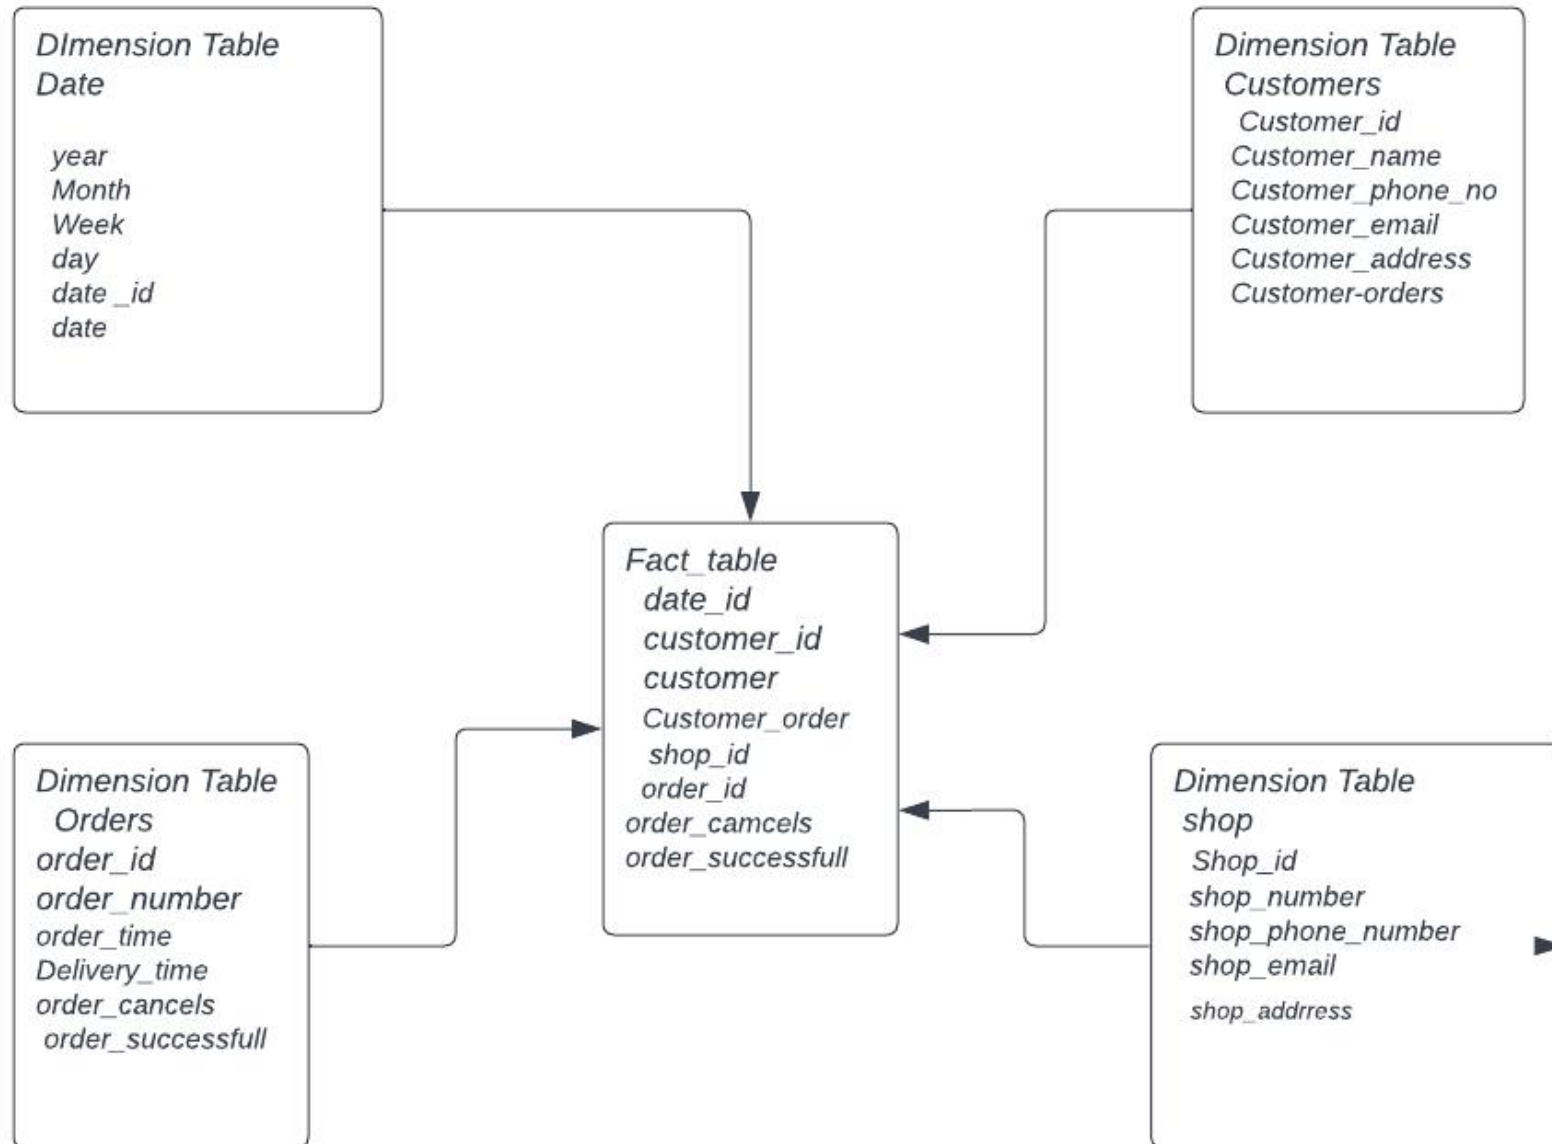 DImension Table
Date
year
Month
Week
day
date _id
date
Dimension Table
Customers
Customer_id
Customer_name
Customer_phone_no
Customer_email
Customer_address
Customer-orders
Fact_table
date_id
customer_id
customer
Customer_order
shop_id
order_id
order_camcels
order_successfull
Dimension Table
Orders
order_id
order_number
order_time
Delivery_time
order_cancels
order_successfull
Dimension Table
shop
Shop_id
shop_number
shop_phone_number
shop_email
shop_addrress